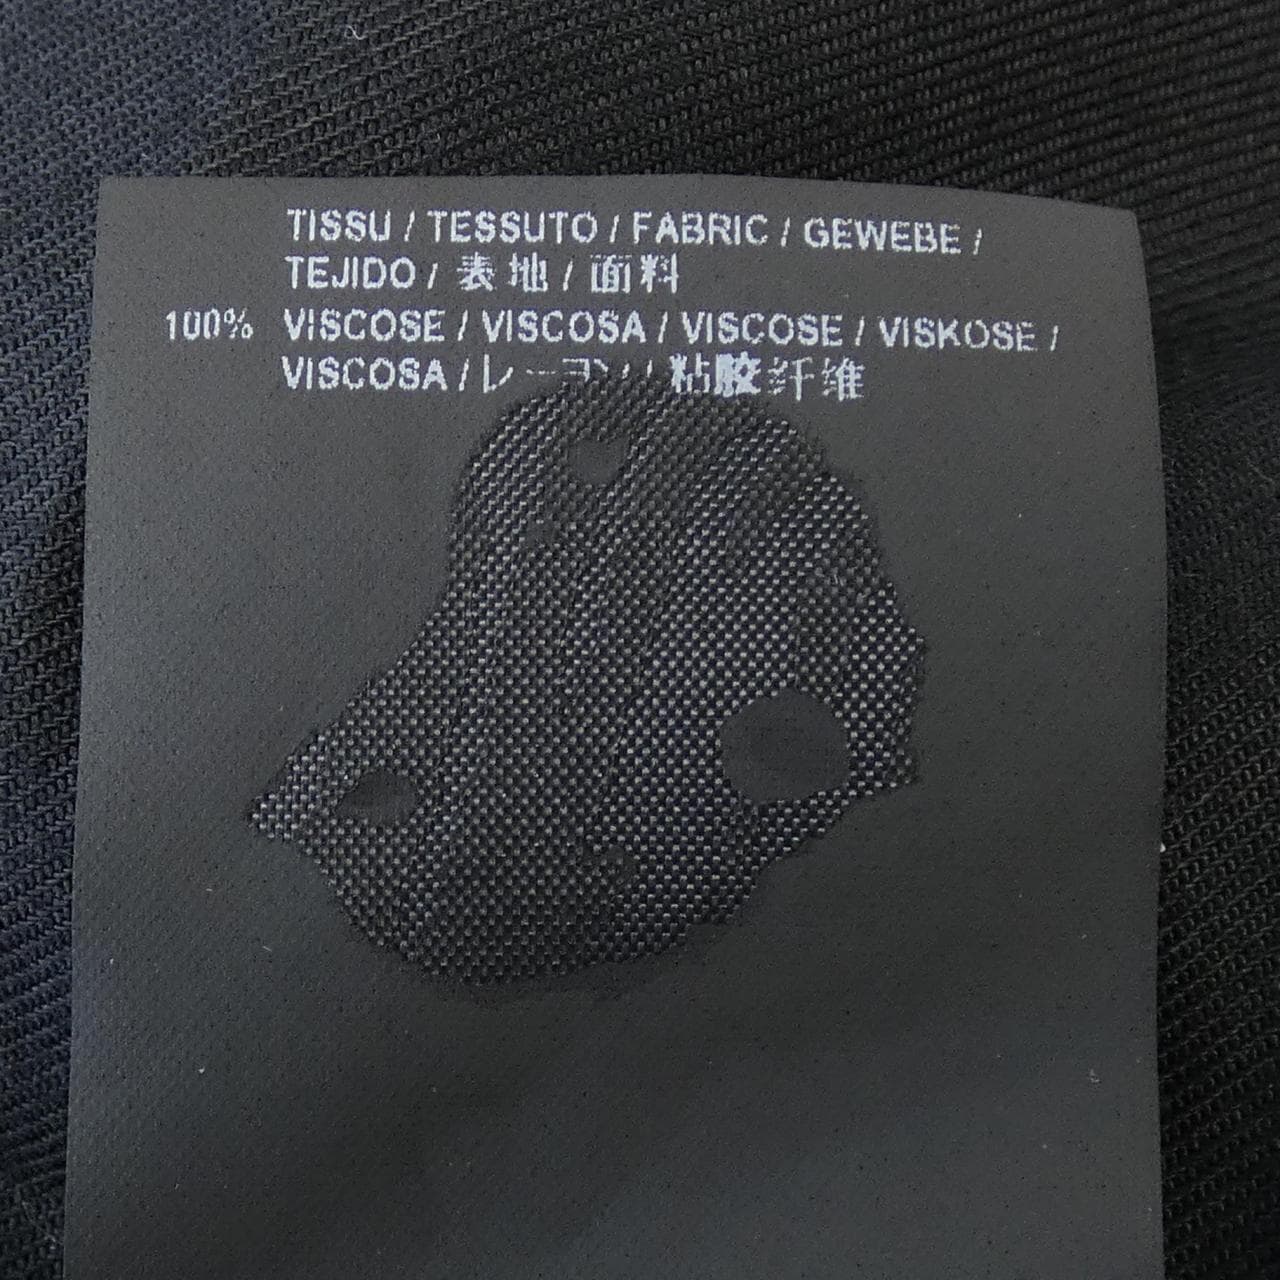 TISSU / TESSUTO / FABRIC / GEWEBE /
TEJIDO / 表地 / 面料
100% VISCOSE / VISCOSA / VISCOSE / VISKOSE /
VISCOSA / レーヨン / 粘胶纤维